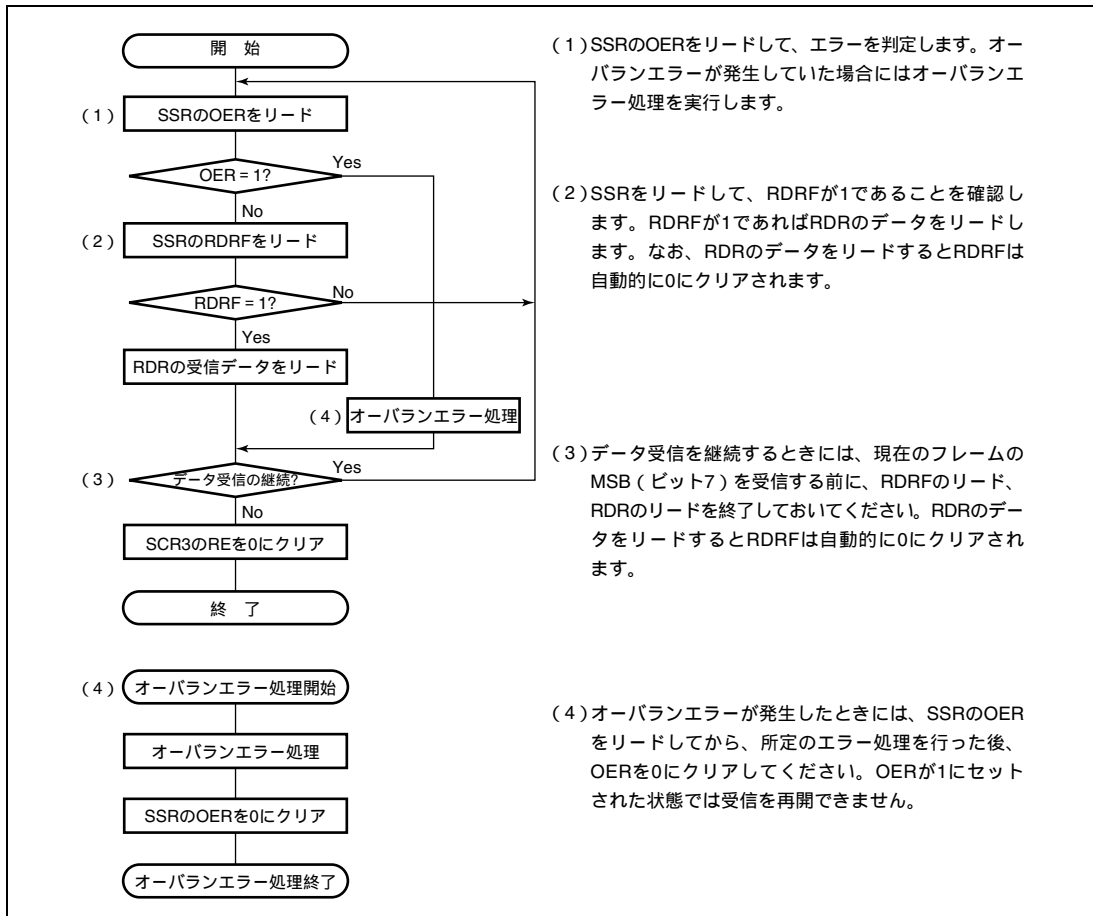 開 始
(1) SSRのOERをリード
OER = 1?
Yes
No
(2) SSRのRDRFをリード
RDRF = 1?
No
Yes
RDRの受信データをリード
(4) オーバランエラー処理
(3) データ受信の継続?
Yes
No
SCR3のREを0にクリア
終 了
(4) オーバランエラー処理開始
オーバランエラー処理
SSRのOERを0にクリア
オーバランエラー処理終了
(1)SSRのOERをリードして、エラーを判定します。オー
バランエラーが発生していた場合にはオーバランエ
ラー処理を実行します。
(2)SSRをリードして、RDRFが1であることを確認し
ます。RDRFが1であればRDRのデータをリードし
ます。なお、RDRのデータをリードするとRDRFは
自動的に0にクリアされます。
(3)データ受信を継続するときには、現在のフレームの
MSB(ビット7)を受信する前に、RDRFのリード、
RDRのリードを終了しておいてください。RDRのデー
タをリードするとRDRFは自動的に0にクリアされ
ます。
(4)オーバランエラーが発生したときには、SSRのOER
をリードしてから、所定のエラー処理を行った後、
OERを0にクリアしてください。OERが1にセット
された状態では受信を再開できません。